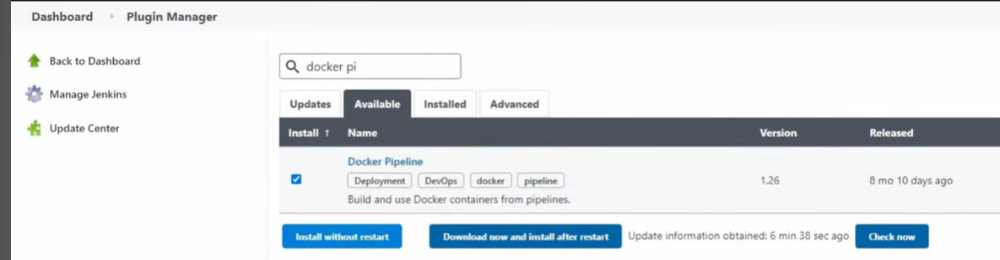 Dashboard Plugin Manager
Back to Dashboard
Manage Jenkins
Update Center
docker pi
Updates Available Installed Advanced
Install ↑ Name Version Released
Docker Pipeline
Deployment DevOps docker pipeline
1.26 8 mo 10 days ago
Build and use Docker containers from pipelines.
Install without restart Download now and install after restart Update information obtained: 6 min 38 sec ago Check now